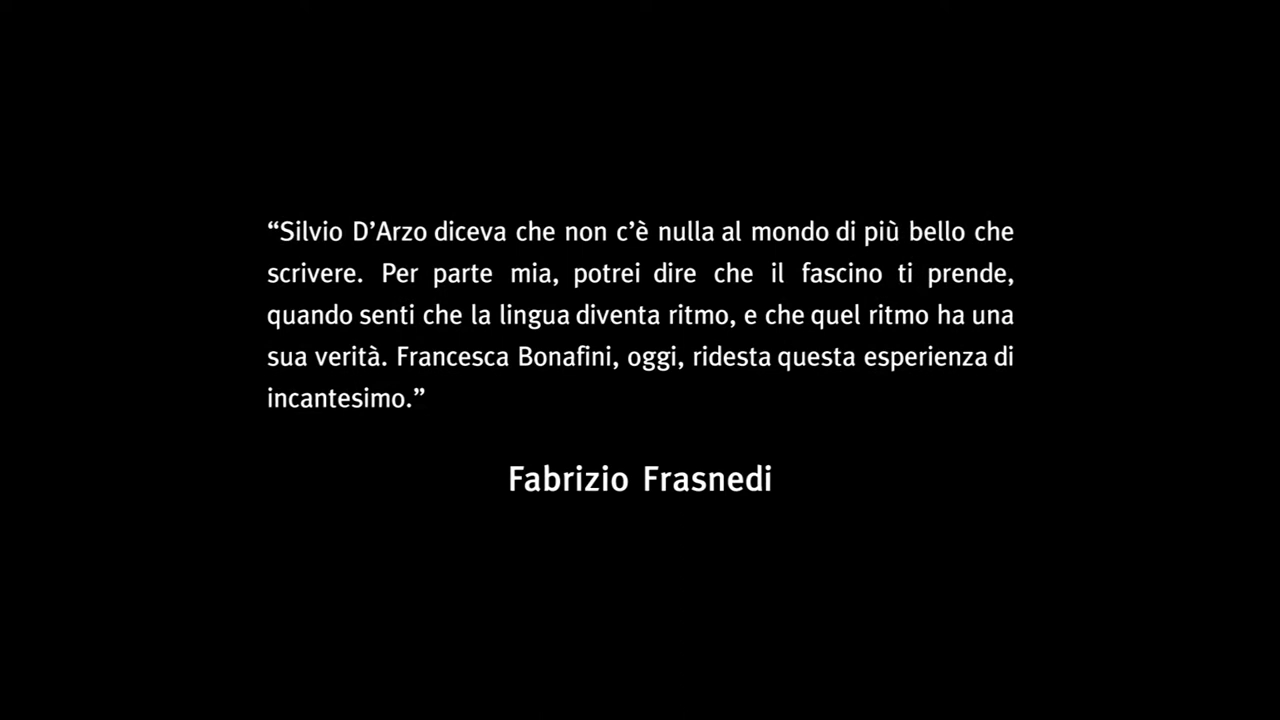 “Silvio D’Arzo diceva che non c’è nulla al mondo di più bello che
scrivere. Per parte mia, potrei dire che il fascino ti prende,
quando senti che la lingua diventa ritmo, e che quel ritmo ha una
sua verità. Francesca Bonafini, oggi, ridesta questa esperienza di
incantesimo.”
Fabrizio Frasnedi